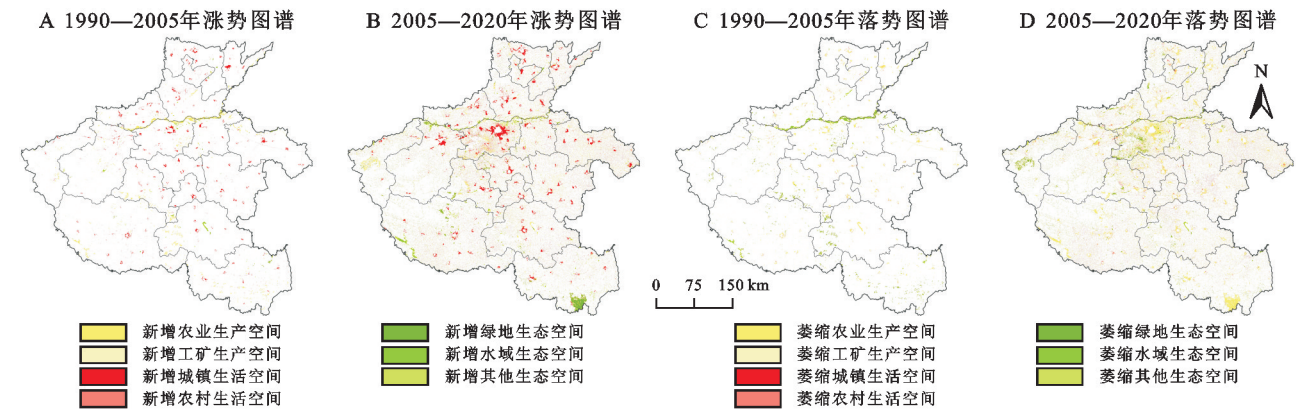 A 1990—2005年涨势图谱
B 2005—2020年涨势图谱
C 1990—2005年落势图谱
D 2005—2020年落势图谱
N
0 75 150 km
新增农业生产空间
新增工矿生产空间
新增城镇生活空间
新增农村生活空间
新增绿地生态空间
新增水域生态空间
新增其他生态空间
萎缩农业生产空间
萎缩工矿生产空间
萎缩城镇生活空间
萎缩农村生活空间
萎缩绿地生态空间
萎缩水域生态空间
萎缩其他生态空间